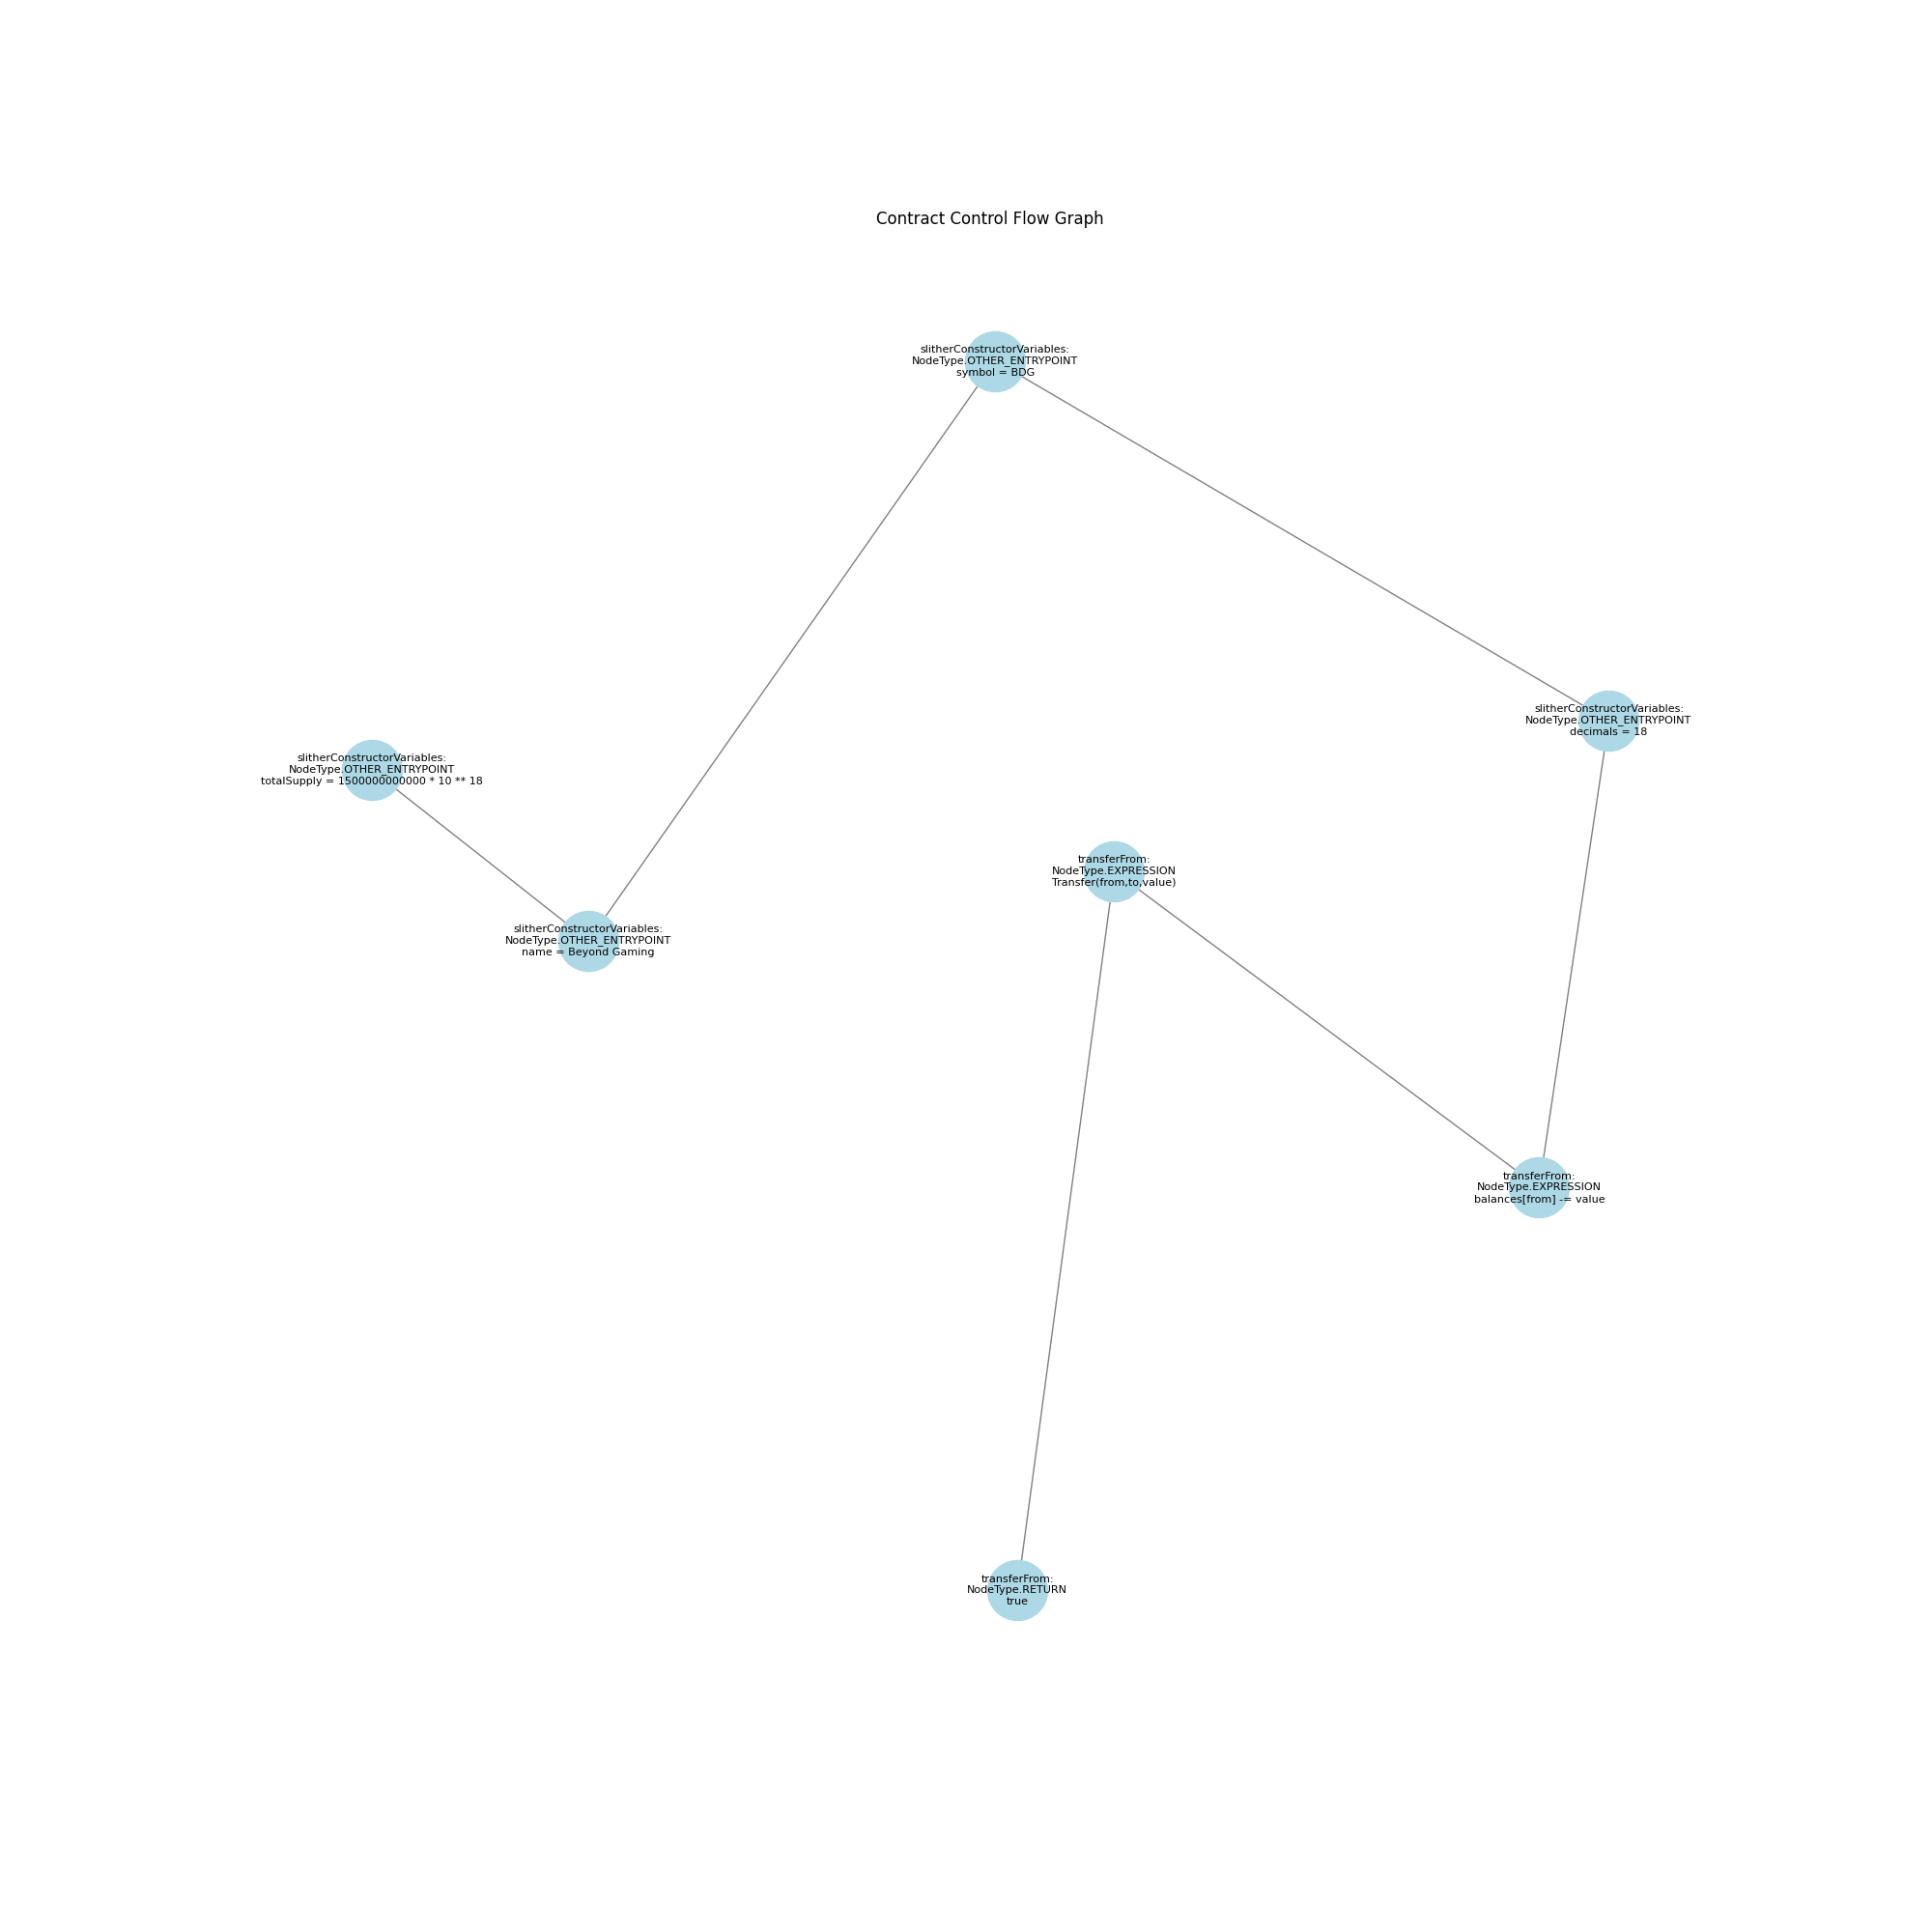 Contract Control Flow Graph
slitherConstructorVariables:
NodeType.OTHER_ENTRYPOINT
symbol = BDG
slitherConstructorVariables:
NodeType.OTHER_ENTRYPOINT
decimals = 18
slitherConstructorVariables:
NodeType.OTHER_ENTRYPOINT
totalSupply = 1500000000000 * 10 ** 18
transferFrom:
NodeType.EXPRESSION
Transfer(from,to,value)
slitherConstructorVariables:
NodeType.OTHER_ENTRYPOINT
name = Beyond Gaming
transferFrom:
NodeType.EXPRESSION
balances[from] -= value
transferFrom:
NodeType.RETURN
true